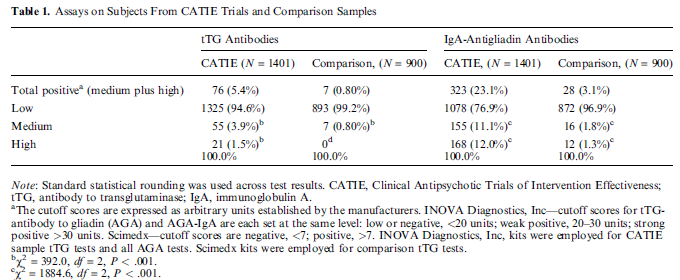 Table 1. Assays on Subjects From CATIE Trials and Comparison Samples
tTG Antibodies IgA-Antigliadin Antibodies
CATIE (N = 1401) Comparison, (N = 900) CATIE, (N = 1401) Comparison, (N = 900)
Total positiveᵃ (medium plus high) 76 (5.4%) 7 (0.80%) 323 (23.1%) 28 (3.1%)
Low 1325 (94.6%) 893 (99.2%) 1078 (76.9%) 872 (96.9%)
Medium 55 (3.9%)ᵇ 7 (0.80%)ᵇ 155 (11.1%)ᶜ 16 (1.8%)ᶜ
High 21 (1.5%)ᵇ 0ᵈ 168 (12.0%)ᶜ 12 (1.3%)ᶜ
100.0% 100.0% 100.0% 100.0%
Note: Standard statistical rounding was used across test results. CATIE, Clinical Antipsychotic Trials of Intervention Effectiveness;
tTG, antibody to transglutaminase; IgA, immunoglobulin A.
ᵃThe cutoff scores are expressed as arbitrary units established by the manufacturers. INOVA Diagnostics, Inc—cutoff scores for tTG-
antibody to gliadin (AGA) and AGA-IgA are each set at the same level: low or negative, <20 units; weak positive, 20–30 units; strong
positive >30 units. Scimedx—cutoff scores are negative, <7; positive, >7. INOVA Diagnostics, Inc, kits were employed for CATIE
sample tTG tests and all AGA tests. Scimedx kits were employed for comparison tTG tests.
ᵇχ² = 392.0, df = 2, P < .001.
ᶜχ² = 1884.6, df = 2, P < .001.